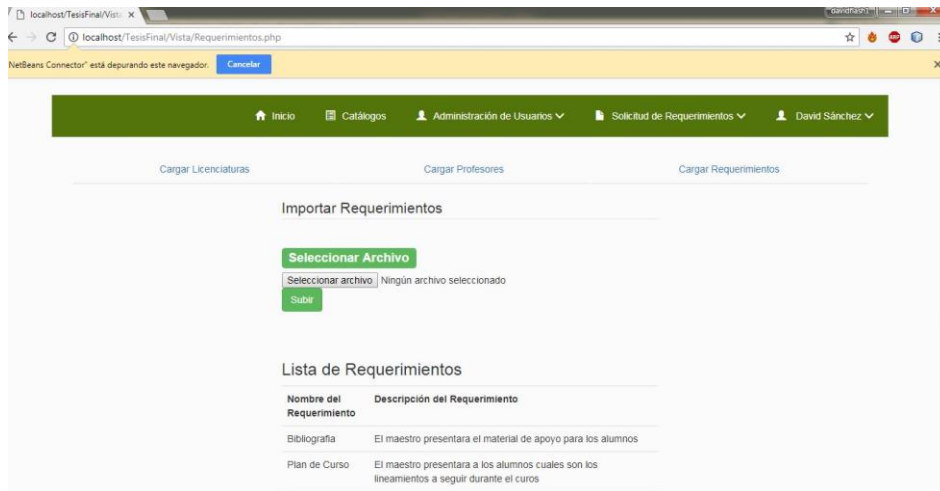 localhost/TesisFinal/Vista
davidflash1
localhost/TesisFinal/Vista/Requerimientos.php
NetBeans Connector" está depurando este navegador. Cancelar
Inicio Catálogos Administración de Usuarios Solicitud de Requerimientos David Sánchez
Cargar Licenciaturas Cargar Profesores Cargar Requerimientos
Importar Requerimientos
Seleccionar Archivo
Seleccionar archivo Ningún archivo seleccionado
Subir
Lista de Requerimientos
Nombre del Descripción del Requerimiento
Requerimiento
Bibliografia El maestro presentara el material de apoyo para los alumnos
Plan de Curso El maestro presentara a los alumnos cuales son los
lineamientos a seguir durante el curos